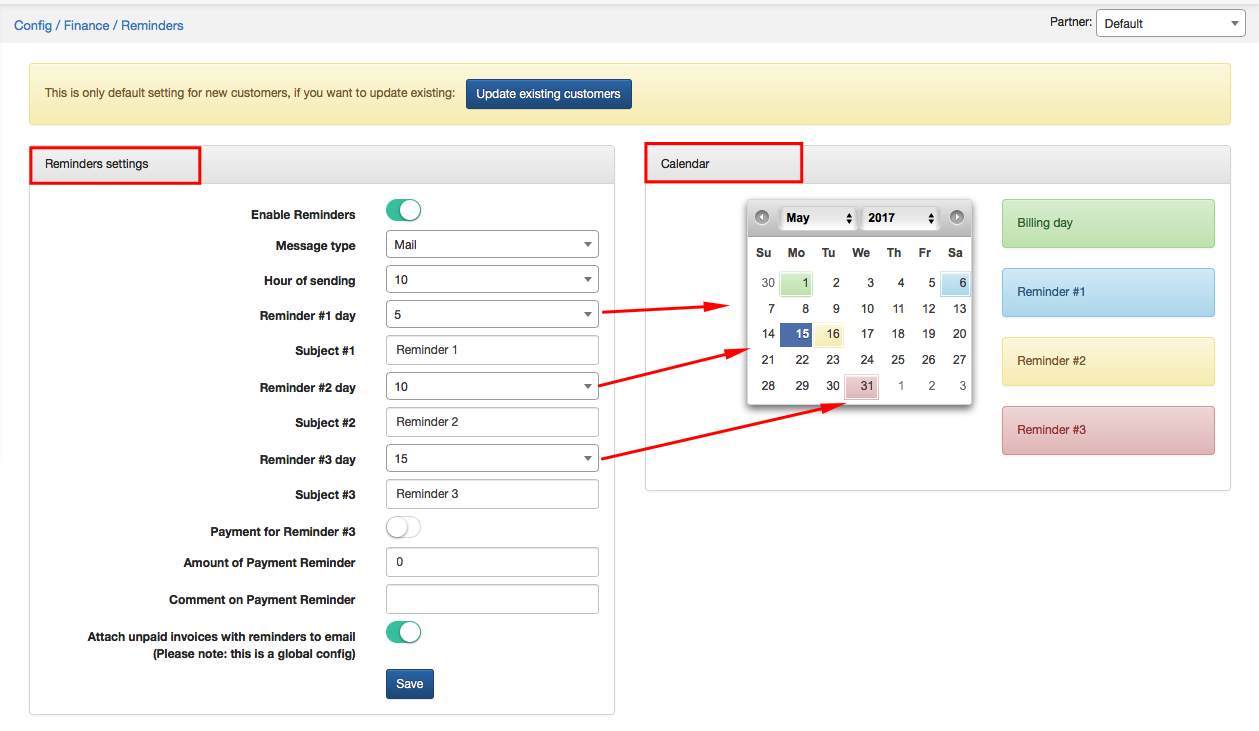 Config / Finance / Reminders
Partner: Default
This is only default setting for new customers, if you want to update existing: Update existing customers
Reminders settings
Enable Reminders
Message type Mail
Hour of sending 10
Reminder #1 day 5
Subject #1 Reminder 1
Reminder #2 day 10
Subject #2 Reminder 2
Reminder #3 day 15
Subject #3 Reminder 3
Payment for Reminder #3
Amount of Payment Reminder 0
Comment on Payment Reminder
Attach unpaid invoices with reminders to email
(Please note: this is a global config)
Save
Calendar
May 2017
Su Mo Tu We Th Fr Sa
30 1 2 3 4 5 6
7 8 9 10 11 12 13
14 15 16 17 18 19 20
21 22 23 24 25 26 27
28 29 30 31 1 2 3
Billing day
Reminder #1
Reminder #2
Reminder #3